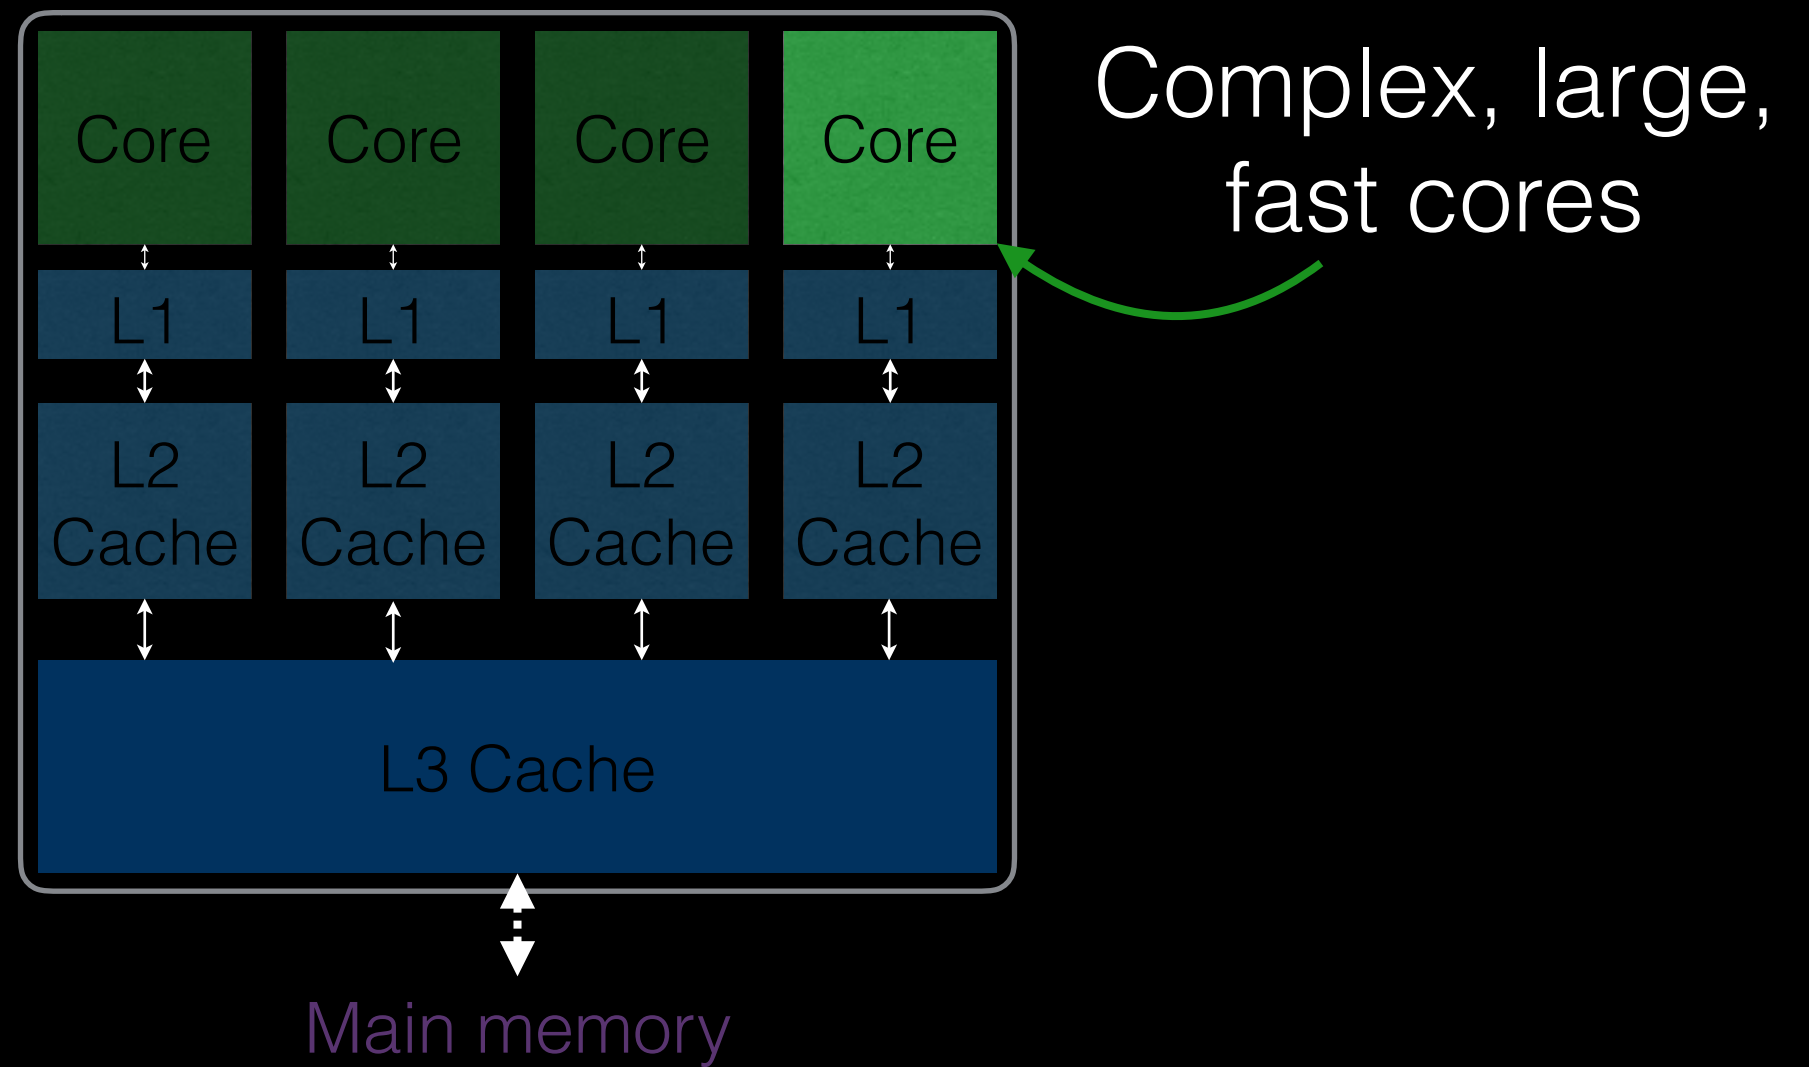 Core Core Core Core
Complex, large,
fast cores
L1 L1 L1 L1
L2 L2 L2 L2
Cache Cache Cache Cache
L3 Cache
Main memory